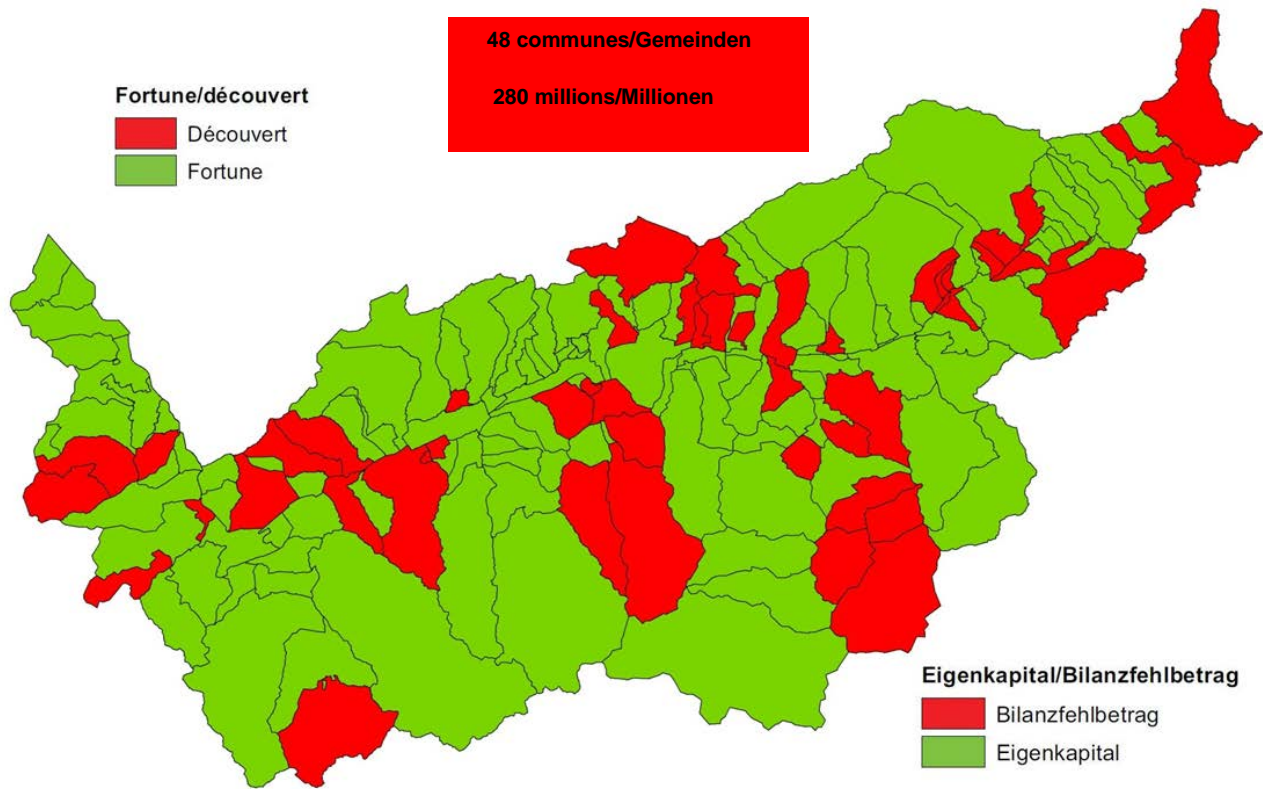 48 communes/Gemeinden
280 millions/Millionen
Fortune/découvert
Découvert
Fortune
Eigenkapital/Bilanzfehlbetrag
Bilanzfehlbetrag
Eigenkapital